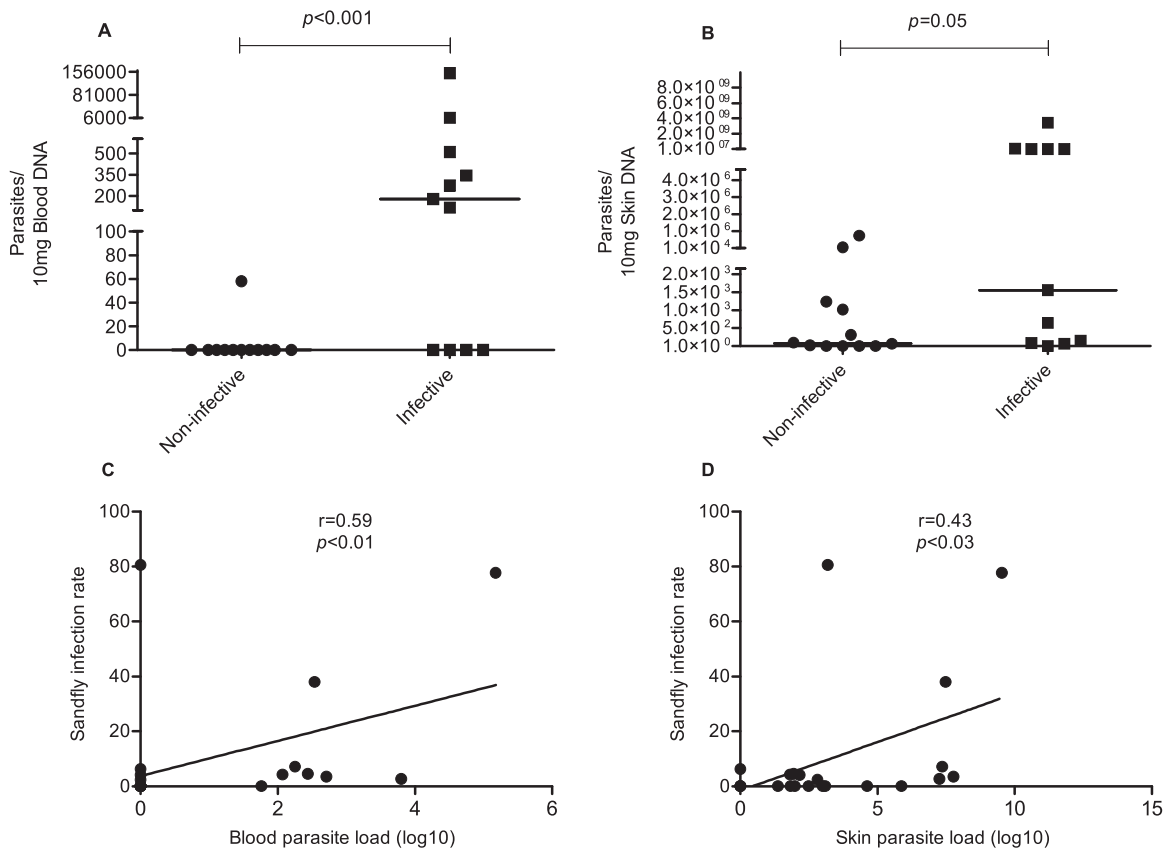 A
p<0.001
156000
81000
6000
500
350
200
100
80
60
40
20
0
Parasites/
10mg Blood DNA
Non-infective
Infective
B
p=0.05
8.0×10 09
6.0×10 09
4.0×10 09
2.0×10 09
1.0×10 07
4.0×10 6
3.0×10 6
2.0×10 6
1.0×10 6
1.0×10 4
2.0×10 3
1.5×10 3
1.0×10 3
5.0×10 2
1.0×10 0
Parasites/
10mg Skin DNA
Non-infective
Infective
C
r=0.59
p<0.01
100
80
60
40
20
0
Sandfly infection rate
0 2 4 6
Blood parasite load (log10)
D
r=0.43
p<0.03
100
80
60
40
20
0
Sandfly infection rate
0 5 10 15
Skin parasite load (log10)